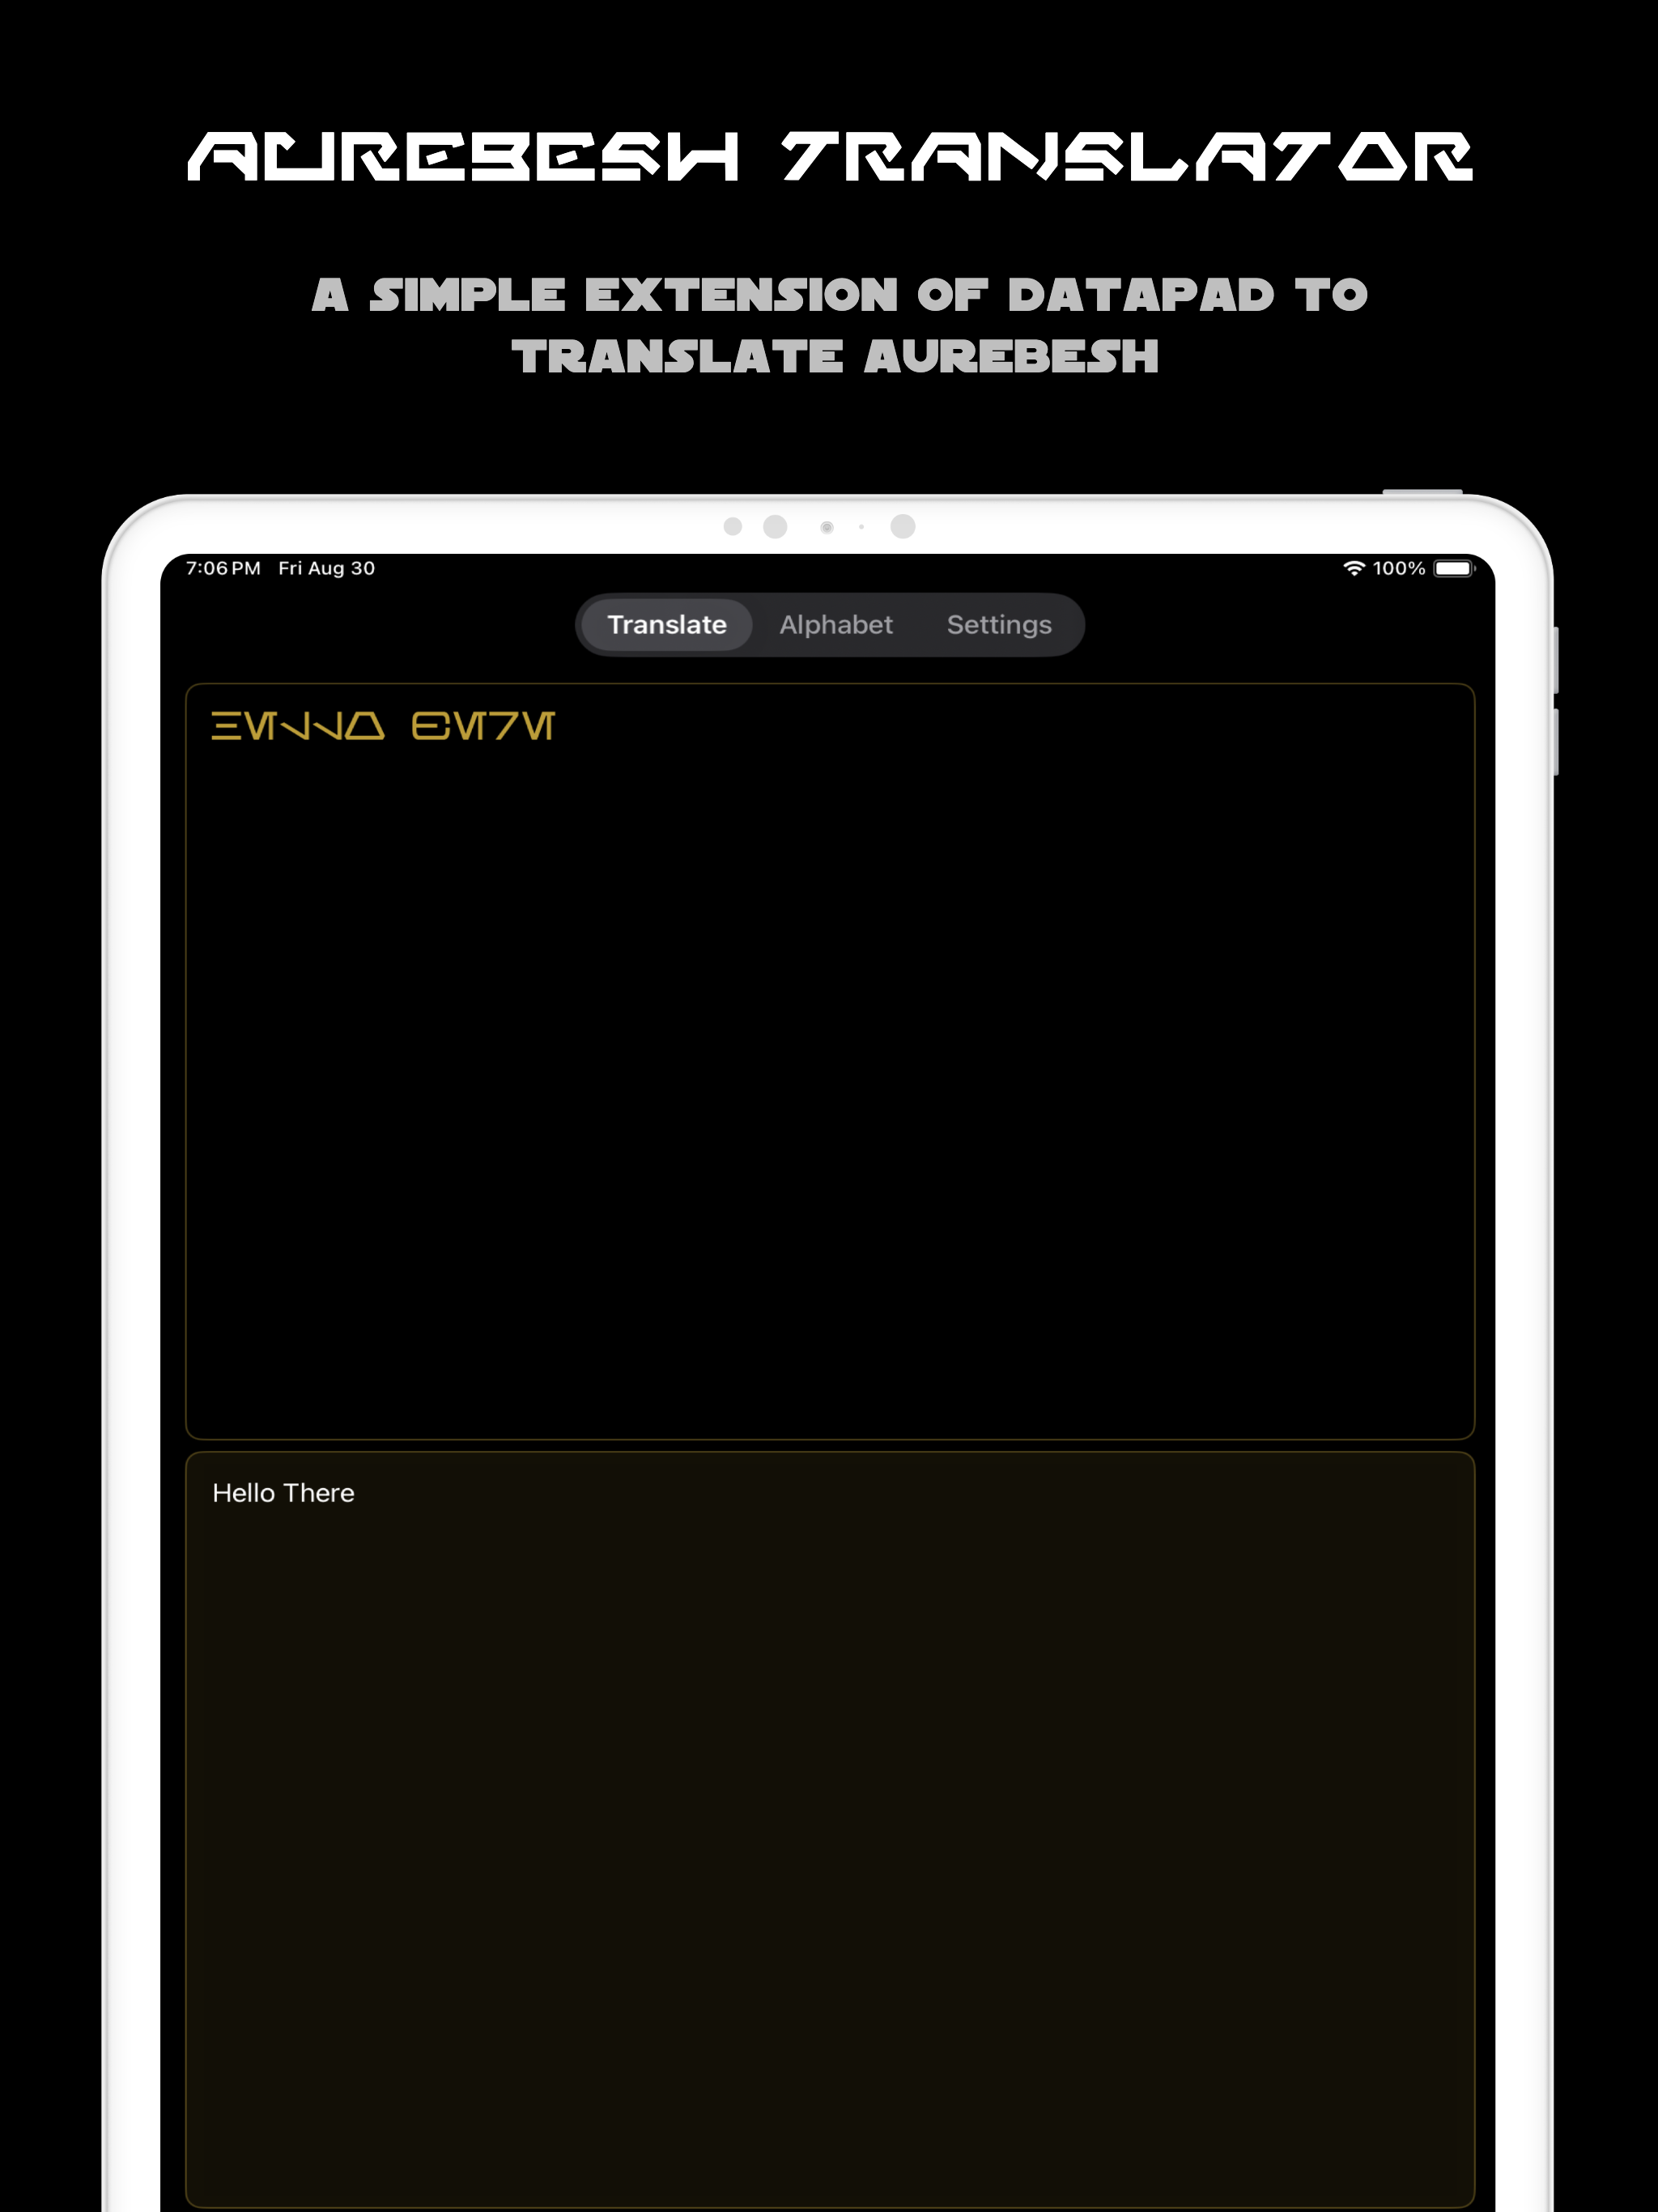 AUREBESH TRANSLATOR
A SIMPLE EXTENSION OF DATAPAD TO
TRANSLATE AUREBESH
7:06 PM Fri Aug 30 100%
Translate Alphabet Settings
Hello There